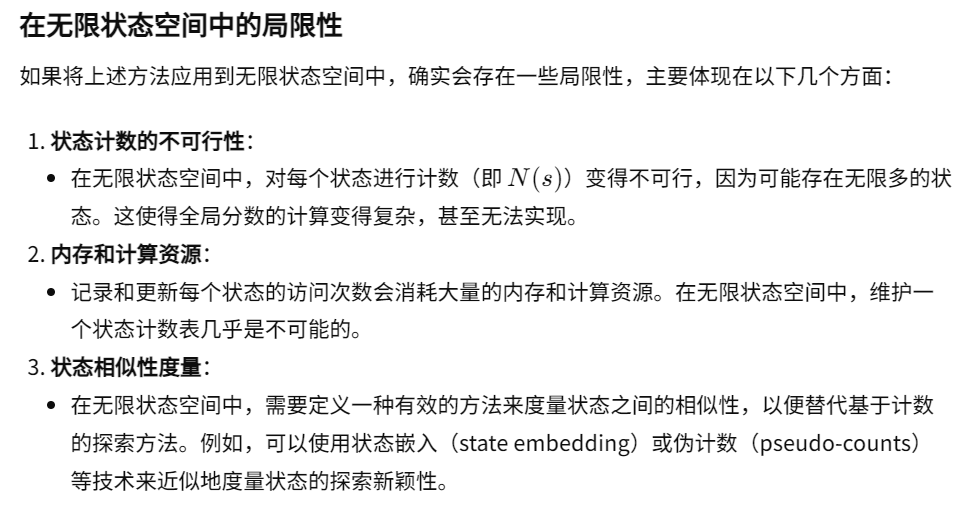 在无限状态空间中的局限性
如果将上述方法应用到无限状态空间中，确实会存在一些局限性，主要体现在以下几个方面：
1. 状态计数的不可行性：
• 在无限状态空间中，对每个状态进行计数（即 N(s)）变得不可行，因为可能存在无限多的状
态。这使得全局分数的计算变得复杂，甚至无法实现。
2. 内存和计算资源：
• 记录和更新每个状态的访问次数会消耗大量的内存和计算资源。在无限状态空间中，维护一
个状态计数表几乎是不可能的。
3. 状态相似性度量：
• 在无限状态空间中，需要定义一种有效的方法来度量状态之间的相似性，以便替代基于计数
的探索方法。例如，可以使用状态嵌入（state embedding）或伪计数（pseudo-counts）
等技术来近似地度量状态的探索新颖性。